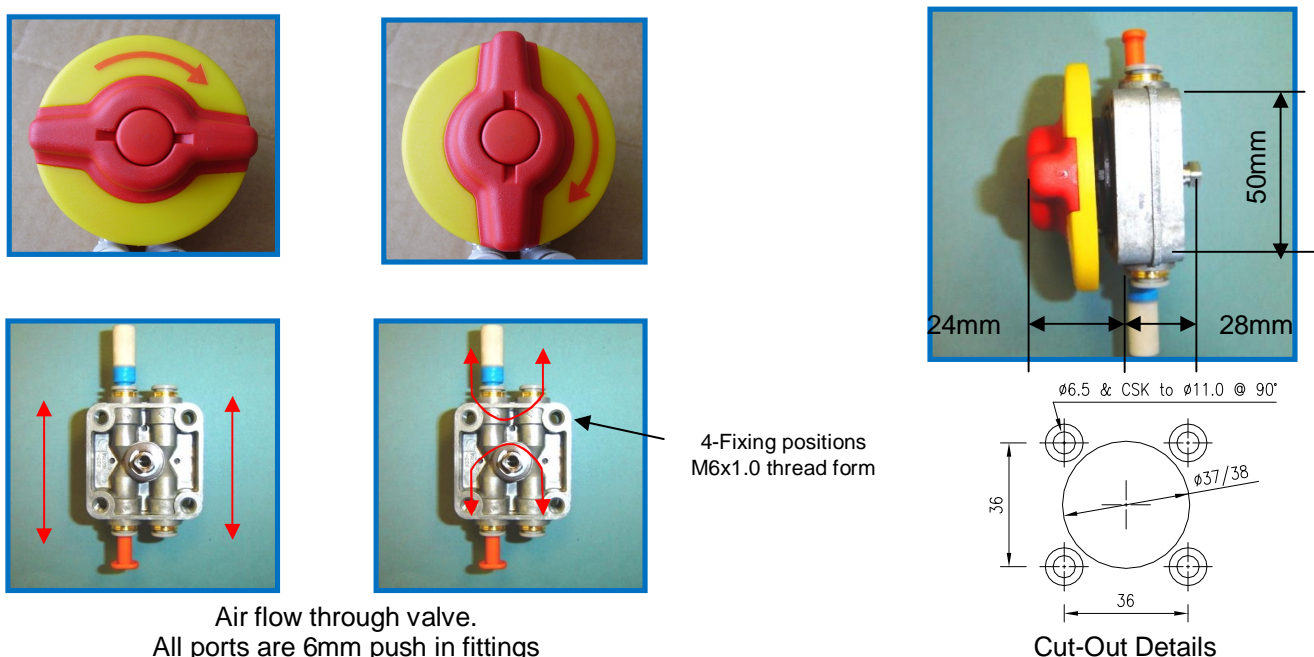 50mm
24mm
28mm
ø6.5 & CSK to ø11.0 @ 90°
4-Fixing positions
M6x1.0 thread form
ø37/38
36
36
Air flow through valve.
All ports are 6mm push in fittings
Cut-Out Details